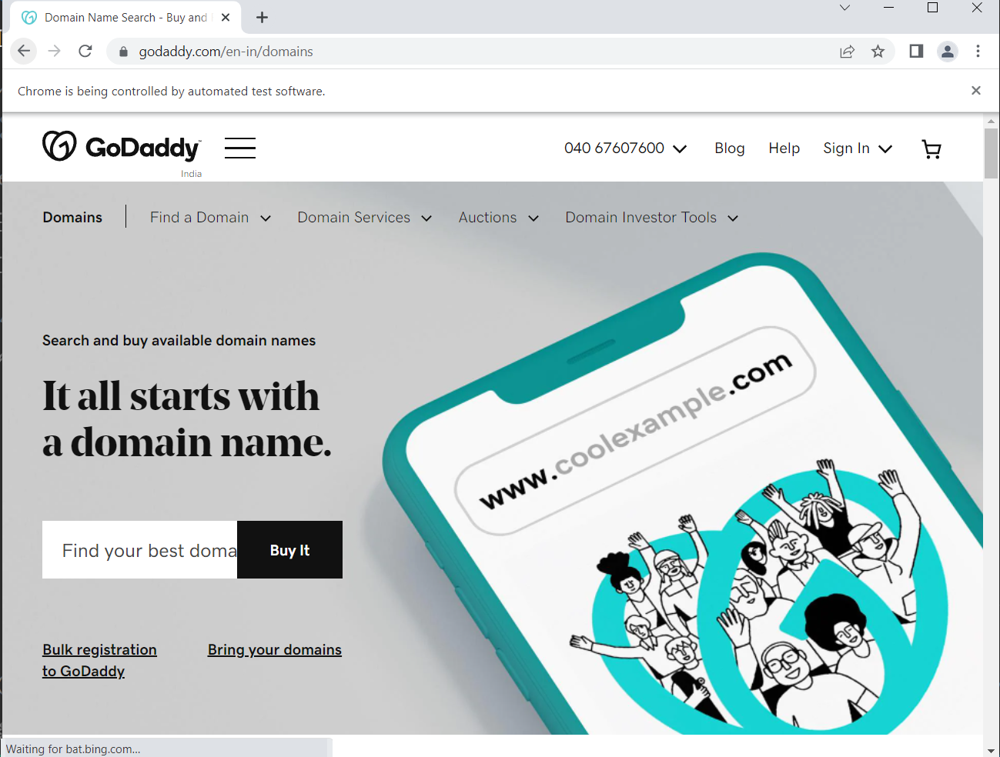 Domain Name Search - Buy and
godaddy.com/en-in/domains
Chrome is being controlled by automated test software.
GoDaddy
India
040 67607600
Blog
Help
Sign In
Domains
Find a Domain
Domain Services
Auctions
Domain Investor Tools
Search and buy available domain names
It all starts with
a domain name.
www.coolexample.com
Find your best doma
Buy It
Bulk registration
to GoDaddy
Bring your domains
Waiting for bat.bing.com...